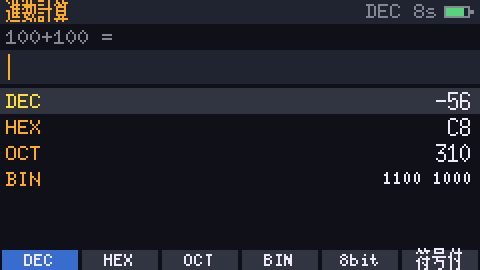 進数計算 DEC 8s
100+100 =
DEC -56
HEX C8
OCT 310
BIN 1100 1000
DEC HEX OCT BIN 8bit 符号付